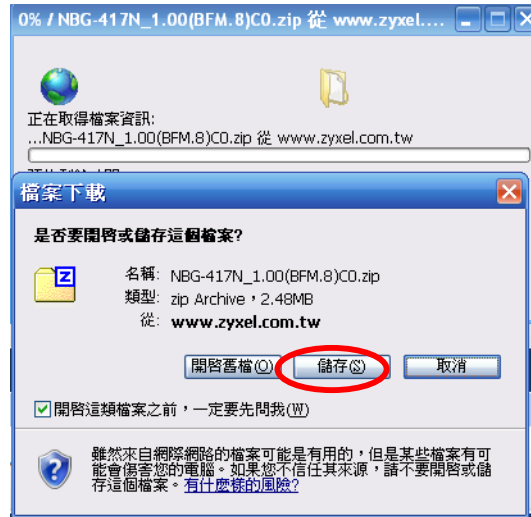 0% / NBG-417N_1.00(BFM.8)C0.zip 從 www.zyxel....
正在取得檔案資訊:
...NBG-417N_1.00(BFM.8)C0.zip 從 www.zyxel.com.tw
檔案下載
是否要開啓或儲存這個檔案?
名稱: NBG-417N_1.00(BFM.8)C0.zip
類型: zip Archive,2.48MB
從: www.zyxel.com.tw
開啓舊檔(O) 儲存(S) 取消
開啓這類檔案之前,一定要先問我(W)
雖然來自網際網路的檔案可能是有用的,但是某些檔案有可
能會傷害您的電腦。如果您不信任其來源,請不要開啓或儲
存這個檔案。有什麼樣的風險?